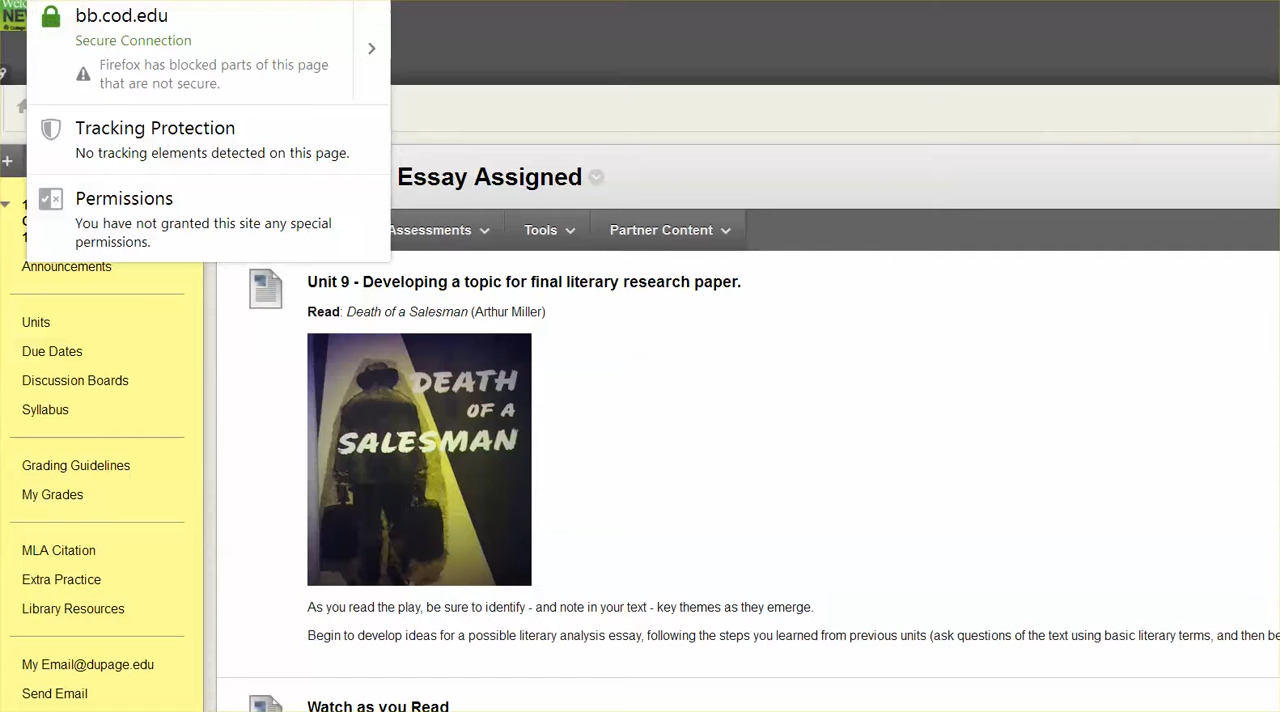 bb.cod.edu
Secure Connection
Firefox has blocked parts of this page
that are not secure.
Tracking Protection
No tracking elements detected on this page.
Permissions
You have not granted this site any special
permissions.
Essay Assigned
Assessments
Tools
Partner Content
Announcements
Units
Due Dates
Discussion Boards
Syllabus
Grading Guidelines
My Grades
MLA Citation
Extra Practice
Library Resources
My Email@dupage.edu
Send Email
Unit 9 - Developing a topic for final literary research paper.
Read: Death of a Salesman (Arthur Miller)
DEATH
OF A
SALESMAN
As you read the play, be sure to identify - and note in your text - key themes as they emerge.
Begin to develop ideas for a possible literary analysis essay, following the steps you learned from previous units (ask questions of the text using basic literary terms, and then be
Watch as you Read